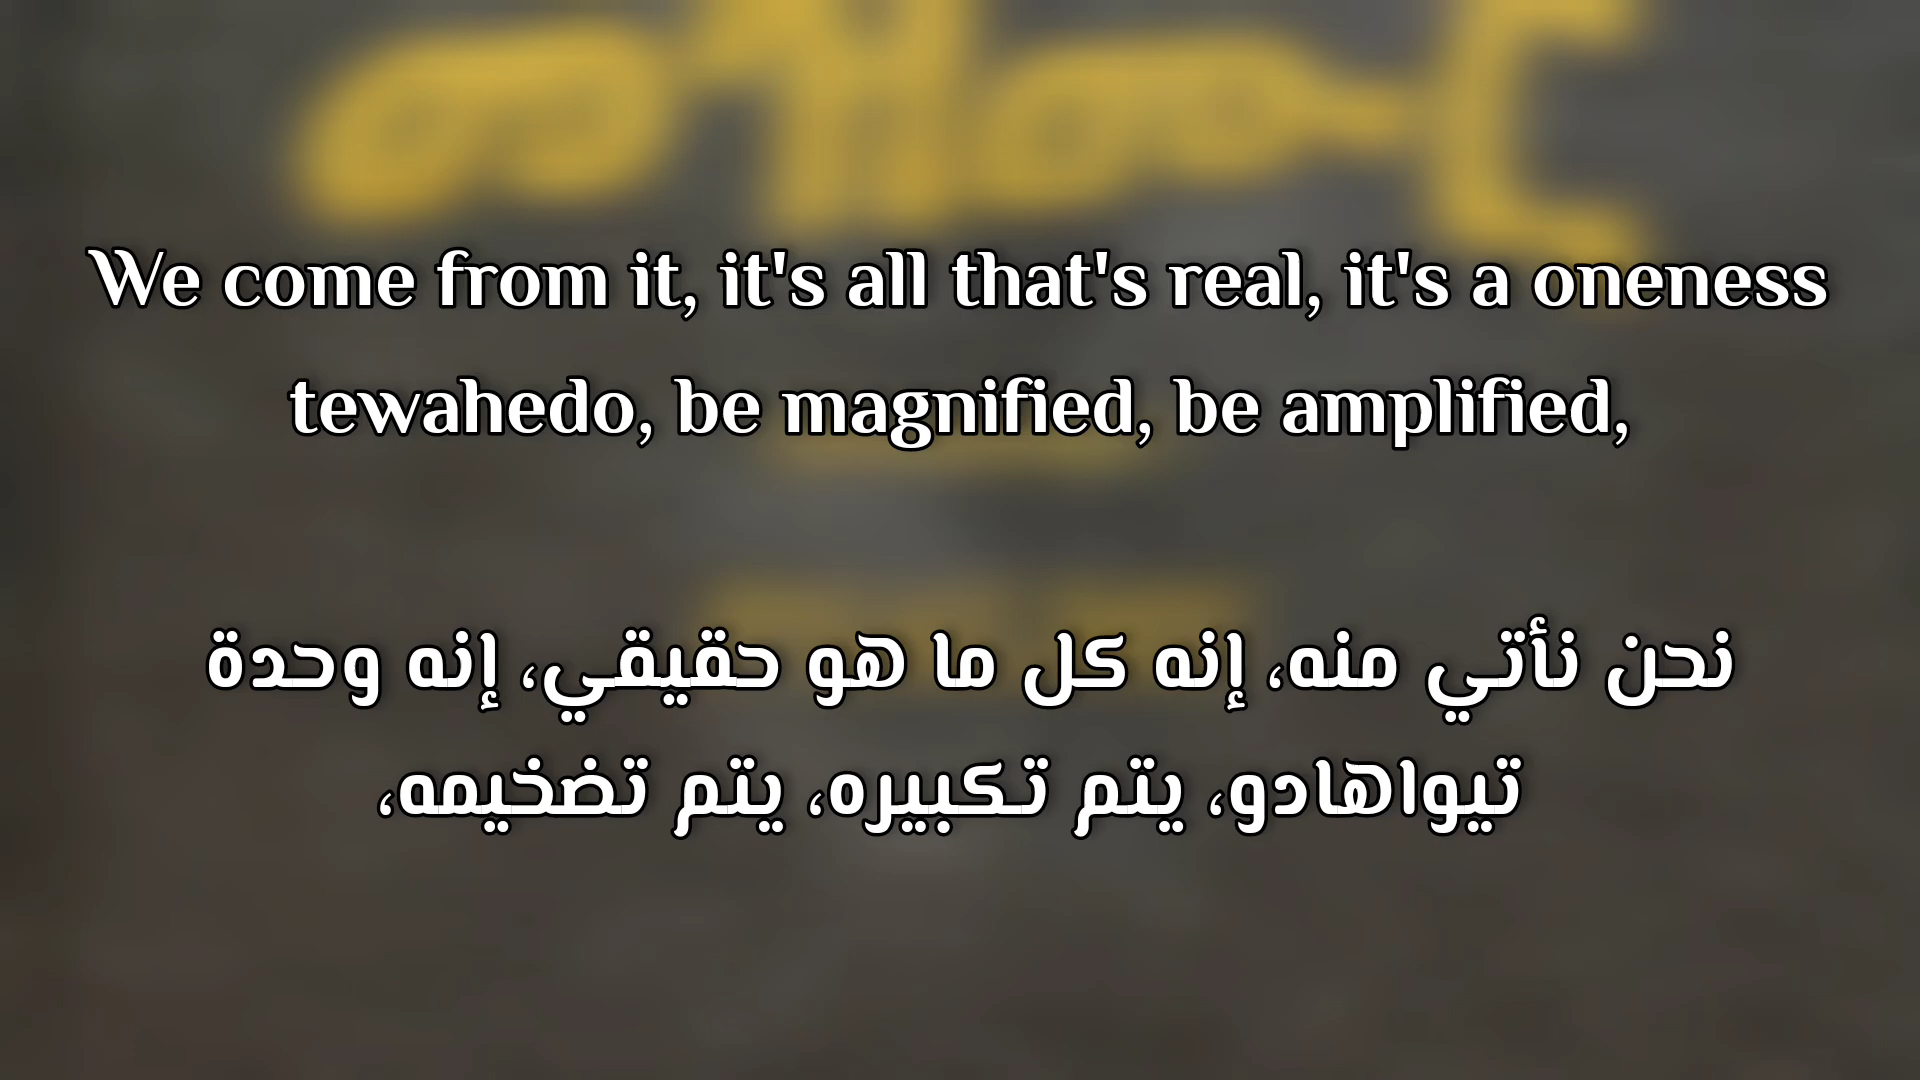 We come from it, it's all that's real, it's a oneness
tewahedo, be magnified, be amplified,
نحن نأتي منه، إنه كل ما هو حقيقي، إنه وحدة
تيواهادو، يتم تكبيره، يتم تضخيمه،